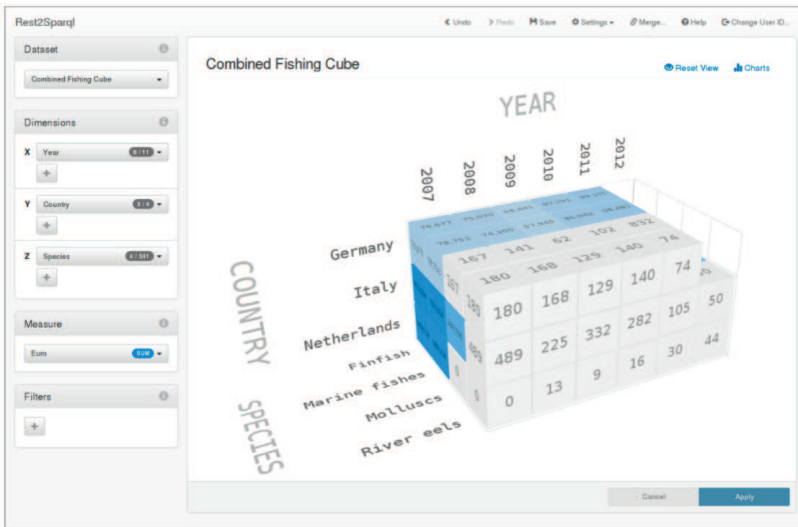 Rest2Sparql
Undo
Redo
Save
Settings
Merge...
Help
Change User ID...
Dataset
Combined Fishing Cube
Dimensions
X Year
+
Y Country
+
Z Species
+
Measure
Euro SUM
Filters
+
Combined Fishing Cube
Reset View
Charts
YEAR
2007 2008 2009 2010 2011 2012
COUNTRY
Germany
Italy
Netherlands
SPECIES
Finfish
Marine fishes
Molluscs
River eels
167 141 62 102 832
180 168 129 140 74
180 168 129 140 74
489 225 332 282 105 50
0 13 9 16 30 44
Cancel
Apply